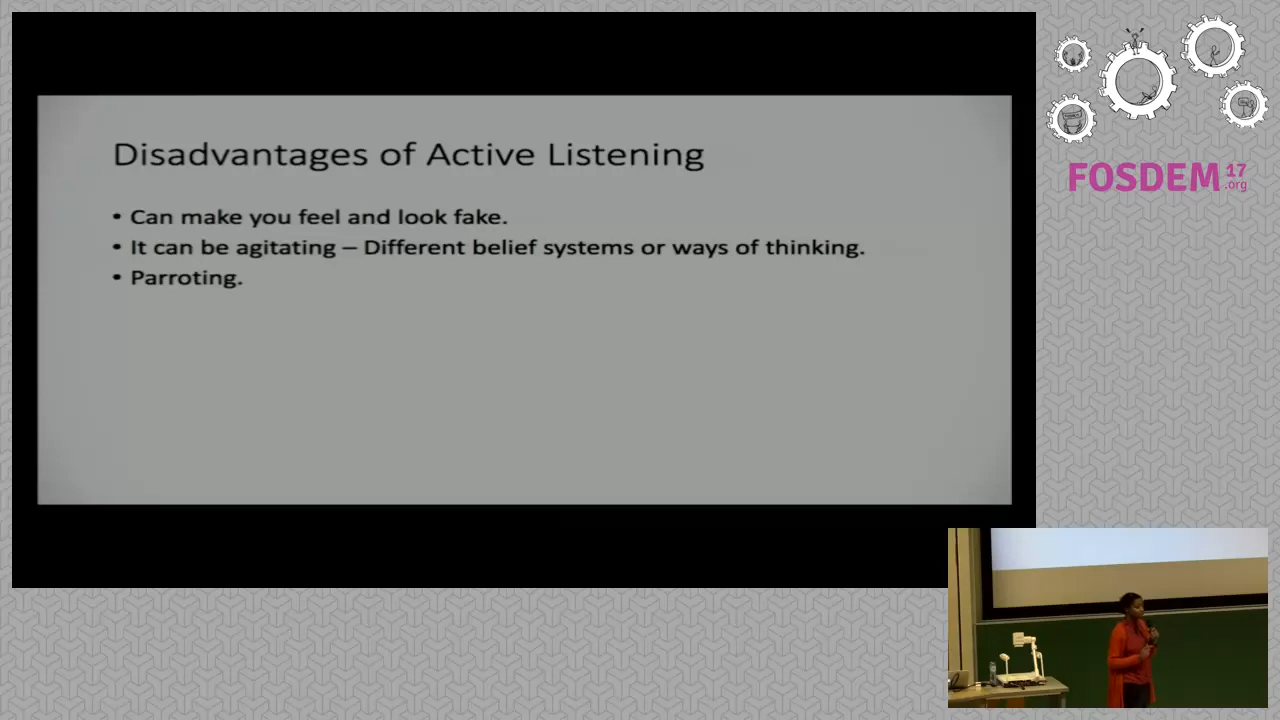 Disadvantages of Active Listening
• Can make you feel and look fake.
• It can be agitating – Different belief systems or ways of thinking.
• Parroting.
FOSDEM 17
.org